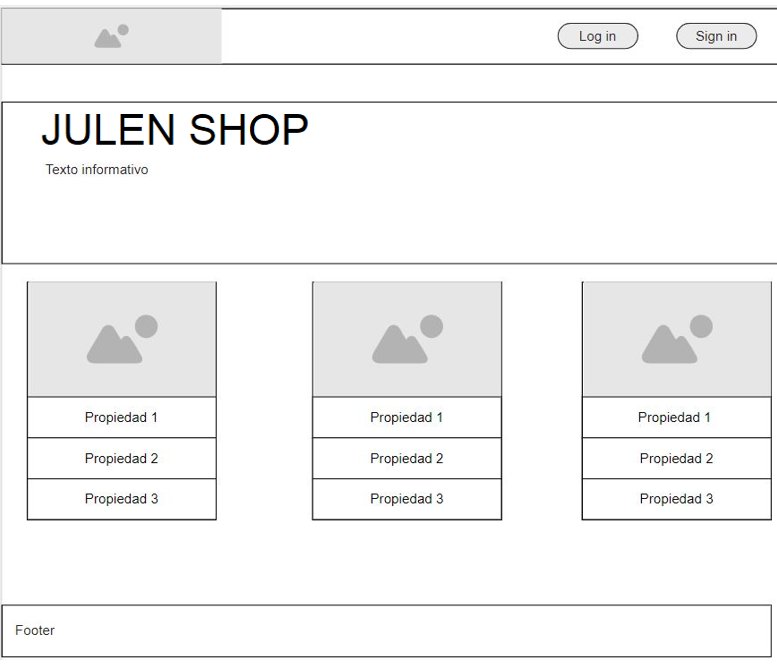 Log in Sign in
JULEN SHOP
Texto informativo
Propiedad 1 Propiedad 1 Propiedad 1
Propiedad 2 Propiedad 2 Propiedad 2
Propiedad 3 Propiedad 3 Propiedad 3
Footer